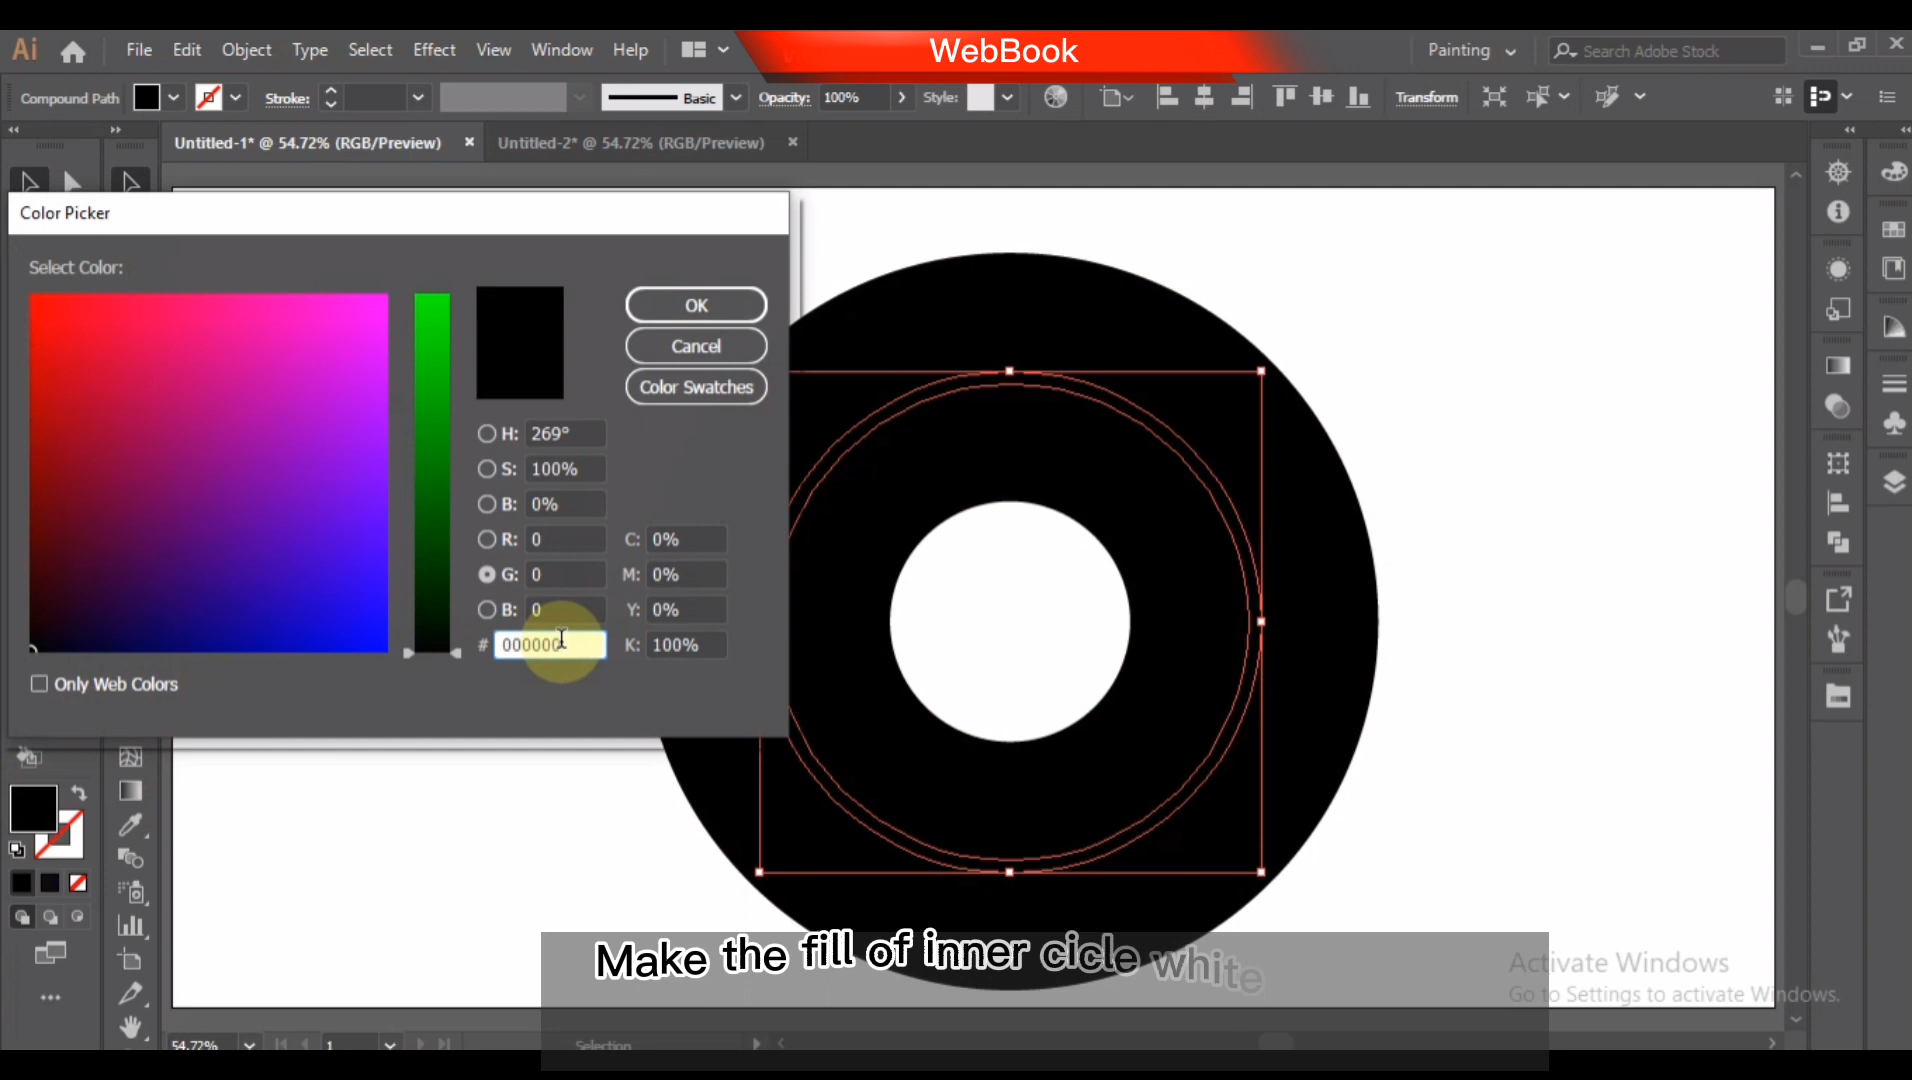 WebBook
Ai File Edit Object Type Select Effect View Window Help Painting Search Adobe Stock
Compound Path Stroke: Basic Opacity: 100% Style: Transform
Untitled-1* @ 54.72% (RGB/Preview) Untitled-2* @ 54.72% (RGB/Preview)
Color Picker
Select Color:
OK
Cancel
Color Swatches
H: 269°
S: 100%
B: 0%
R: 0 C: 0%
G: 0 M: 0%
B: 0 Y: 0%
# 000000 K: 100%
Only Web Colors
Make the fill of inner cicle white
Activate Windows
Go to Settings to activate Windows.
54.72% 1 Selection